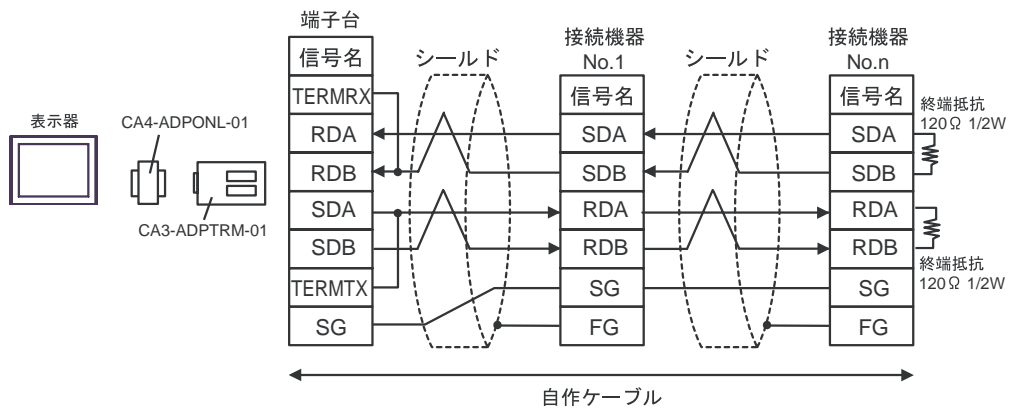 端子台
信号名
TERMRX
RDA
RDB
SDA
SDB
TERMTX
SG
シールド
接続機器
No.1
信号名
SDA
SDB
RDA
RDB
SG
FG
シールド
接続機器
No.n
信号名
SDA
SDB
RDA
RDB
SG
FG
終端抵抗
120Ω 1/2W
終端抵抗
120Ω 1/2W
表示器
CA4-ADPONL-01
CA3-ADPTRM-01
自作ケーブル